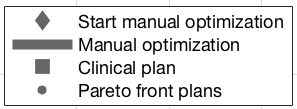 Start manual optimization
Manual optimization
Clinical plan
Pareto front plans